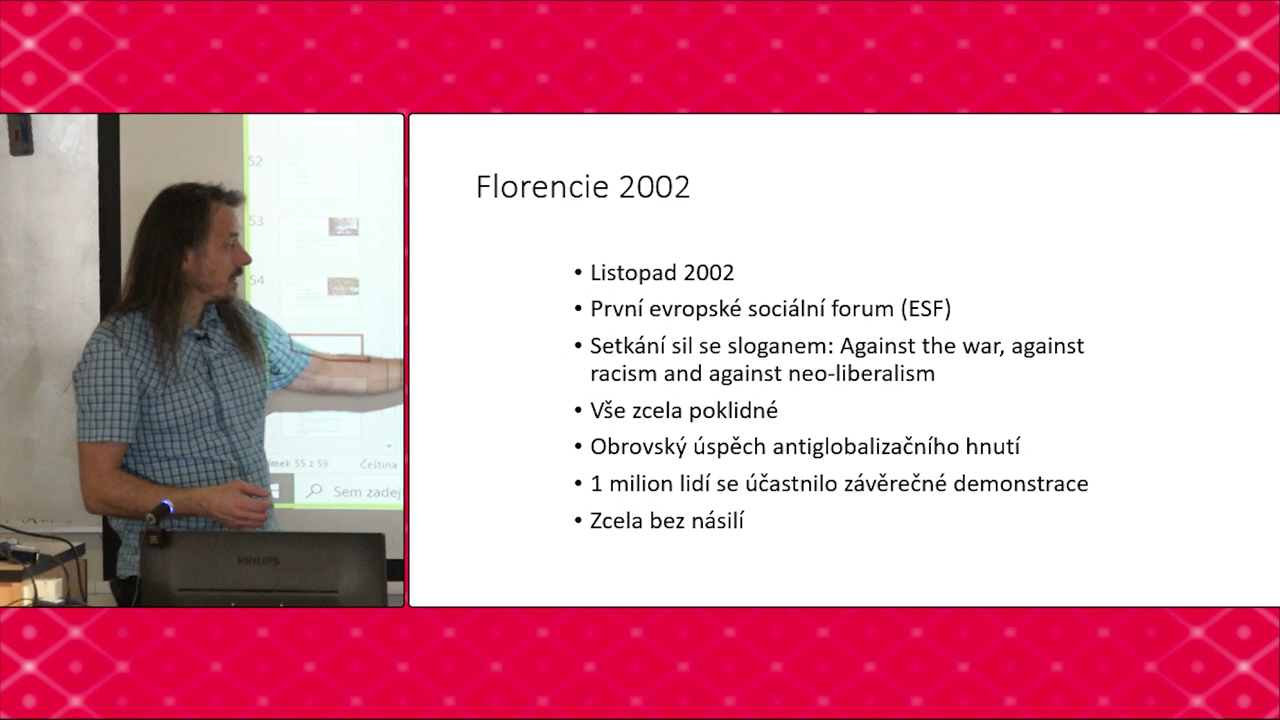 52
53
54
ímek 55 z 59
Čeština
Sem zadej
PHILIPS
Florencie 2002
• Listopad 2002
• První evropské sociální forum (ESF)
• Setkání sil se sloganem: Against the war, against
racism and against neo-liberalism
• Vše zcela poklidné
• Obrovský úspěch antiglobalizačního hnutí
• 1 milion lidí se účastnilo závěrečné demonstrace
• Zcela bez násilí